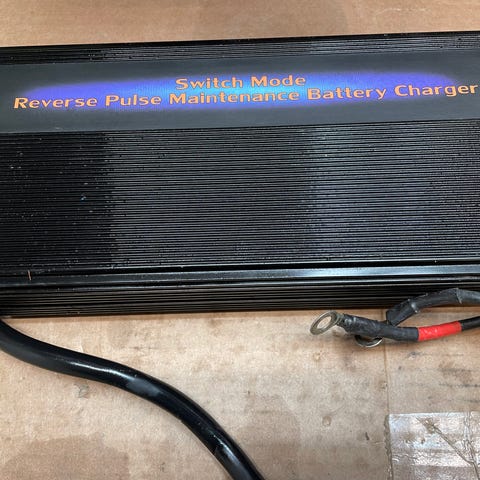 Switch Mode
Reverse Pulse Maintenance Battery Charger